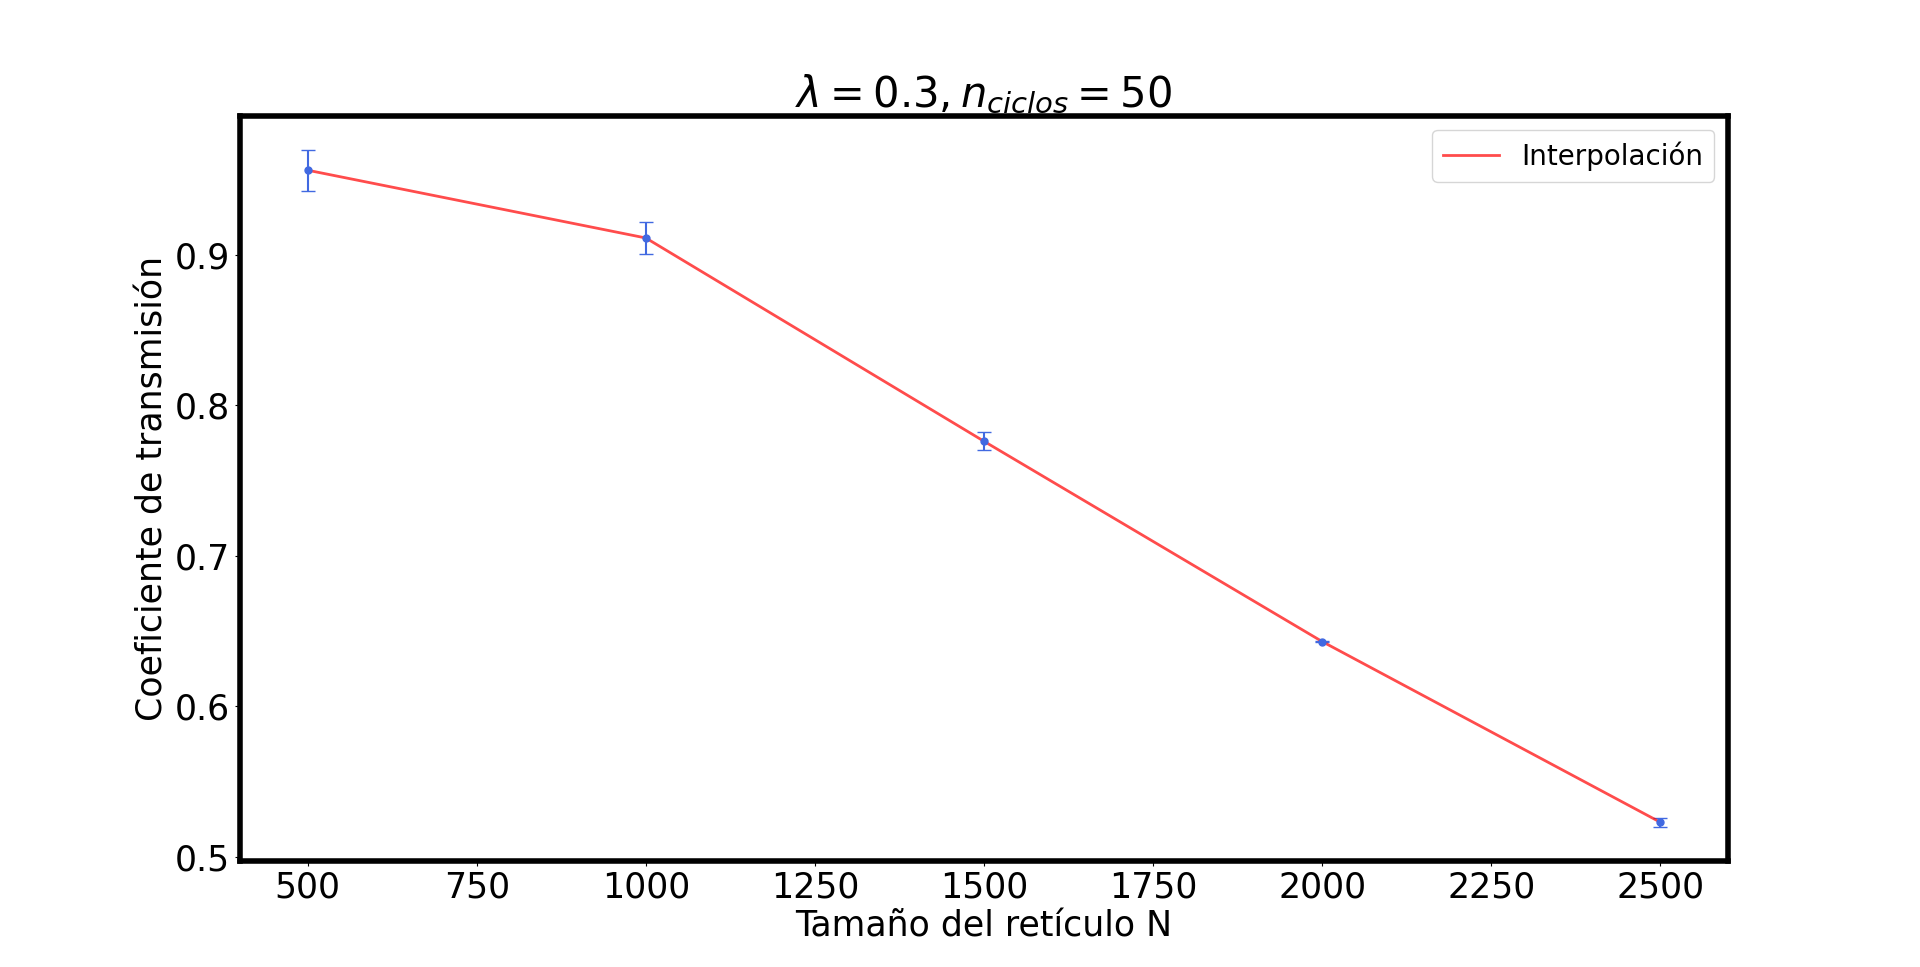 λ = 0.3, n_ciclos = 50
Interpolación
Coeficiente de transmisión
0.9
0.8
0.7
0.6
0.5
500 750 1000 1250 1500 1750 2000 2250 2500
Tamaño del retículo N